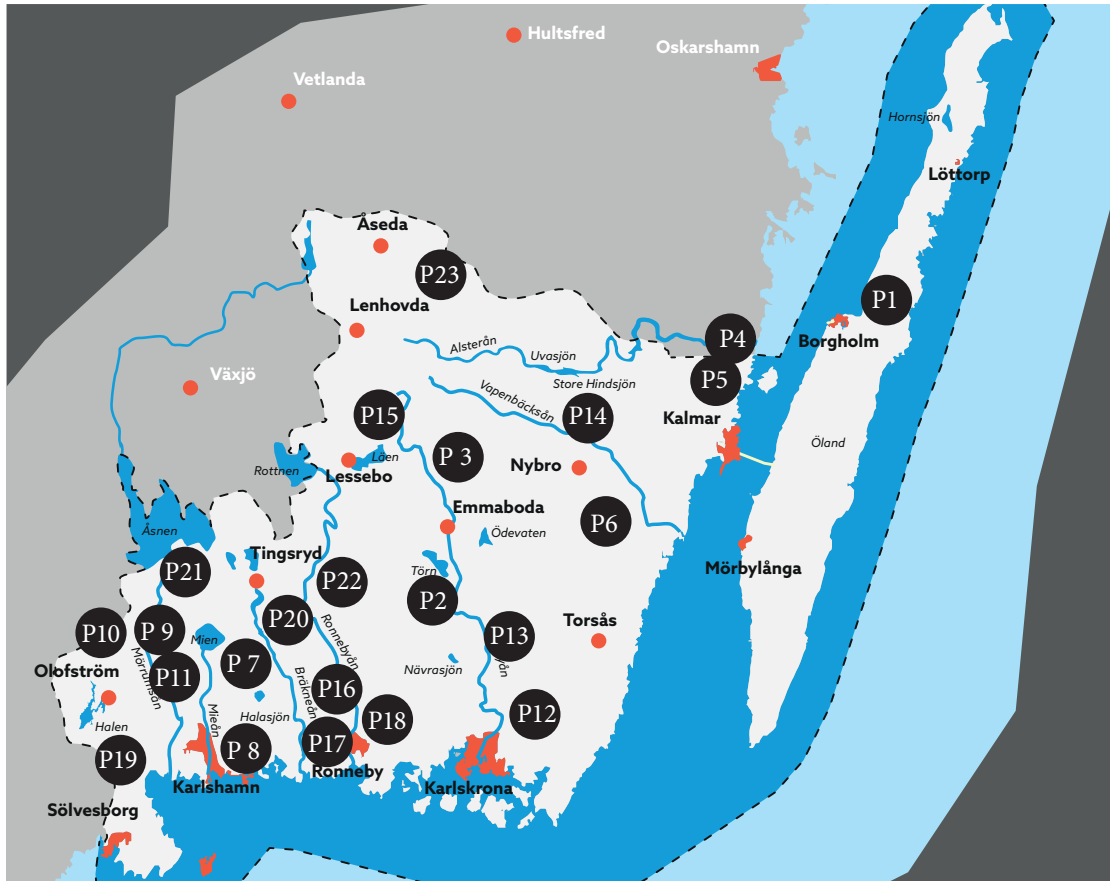 Hultsfred
Oskarshamn
Vetlanda
Hornsjön
Löttorp
Åseda
P23
P1
Lenhovda
Borgholm
Alsterån
Uvasjön
P4
Växjö
Store Hindsjön
P5
Vapenbäcksån
P15
P14
Kalmar
Öland
Rottnen
Läen
P 3
Lessebo
Nybro
Emmaboda
P6
Åsnen
Ödevaten
Tingsryd
Törn
Mörbylånga
P21
P22
P2
P10
P 9
P20
P13
Torsås
Mien
Ronnebyån
yån
Olofström
P11
P 7
Nävrasjön
Mörrumsån
Bräkneån
P16
Halen
Mieån
Halasjön
P18
P12
P19
P 8
P17
Ronneby
Karlshamn
Karlskrona
Sölvesborg